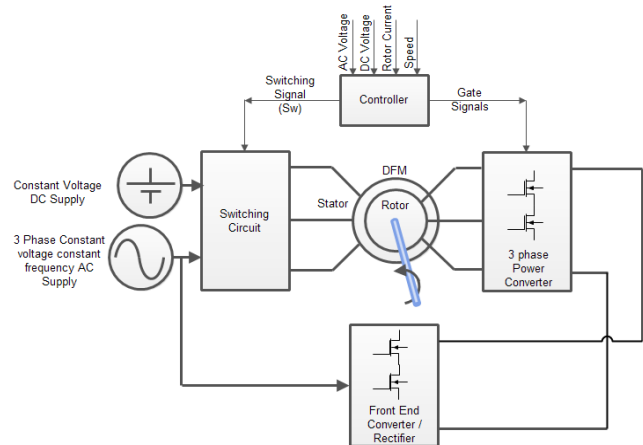 AC Voltage
DC Voltage
Rotor Current
Speed
Switching
Signal
(Sw)
Controller
Gate
Signals
DFM
Constant Voltage
DC Supply
Switching
Circuit
Stator
Rotor
3 Phase Constant
voltage constant
frequency AC
Supply
3 phase
Power
Converter
Front End
Converter /
Rectifier